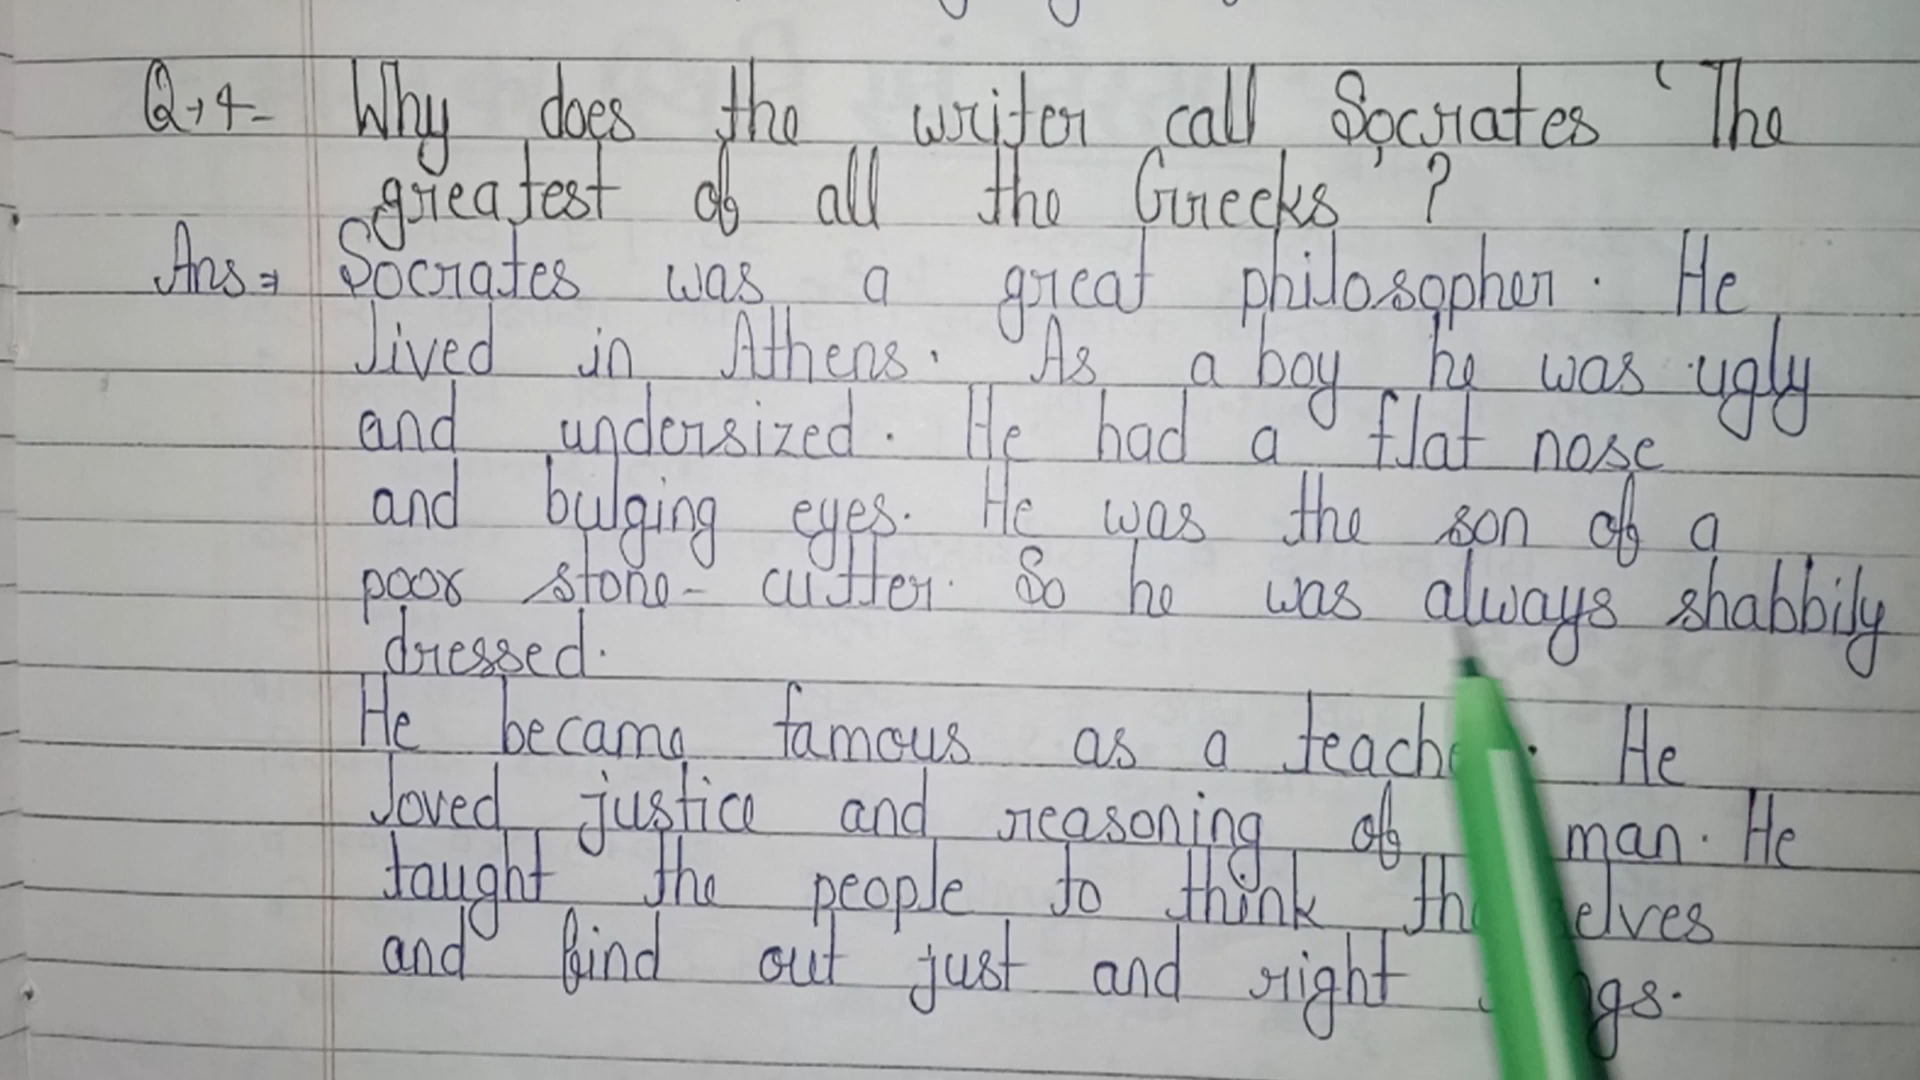 Q.4- Why does the writer call Socrates 'The
greatest of all the Greeks'?
Ans⇒ Socrates was a great philosopher. He
lived in Athens. As a boy he was ugly
and undersized. He had a flat nose
and bulging eyes. He was the son of a
poor stone-cutter. So he was always shabbily
dressed.
He became famous as a He
loved justice and reasoning of man. He
taught the people to think
and find out just and right